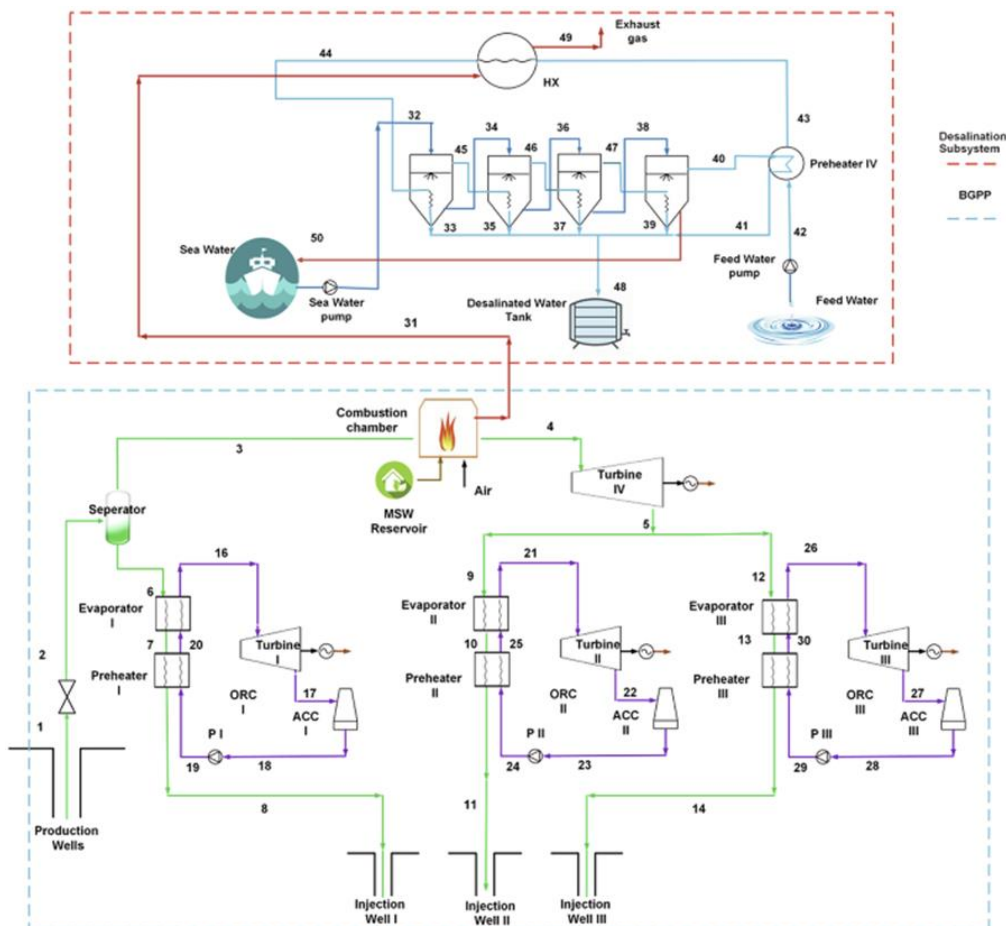 Exhaust
gas
49
44
HX
43
32
34
36
38
45
46
47
40
Preheater IV
Desalination
Subsystem
BGPP
33
35
37
39
41
42
50
Sea Water
Sea Water
pump
Feed Water
pump
Feed Water
48
Desalinated Water
Tank
31
Combustion
chamber
3
4
Air
MSW
Reservoir
Turbine
IV
Seperator
5
16
21
26
6
9
12
Evaporator
I
Evaporator
II
Evaporator
III
7
20
10
25
13
30
Turbine
I
Turbine
II
Turbine
III
2
Preheater
I
Preheater
II
Preheater
III
ORC
I
17
ACC
I
ORC
II
22
ACC
II
ORC
III
27
ACC
III
1
P I
P II
P III
19
18
24
23
29
28
8
11
14
Production
Wells
Injection
Well I
Injection
Well II
Injection
Well III